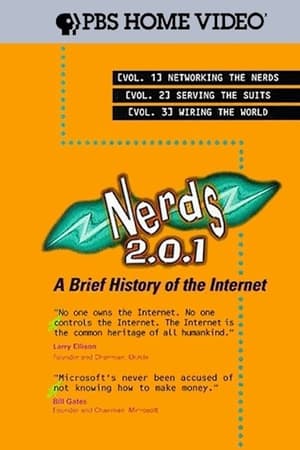 PBS HOME VIDEO
[VOL. 1] NETWORKING THE NERDS
[VOL. 2] SERVING THE SUITS
[VOL. 3] WIRING THE WORLD
Nerds
2.0.1
A Brief History of the Internet
"No one owns the Internet. No one
controls the Internet. The Internet is
the common heritage of all humankind."
Larry Ellison
Founder and Chairman, Oracle
"Microsoft's never been accused of
not knowing how to make money."
Bill Gates
Founder and Chairman, Microsoft